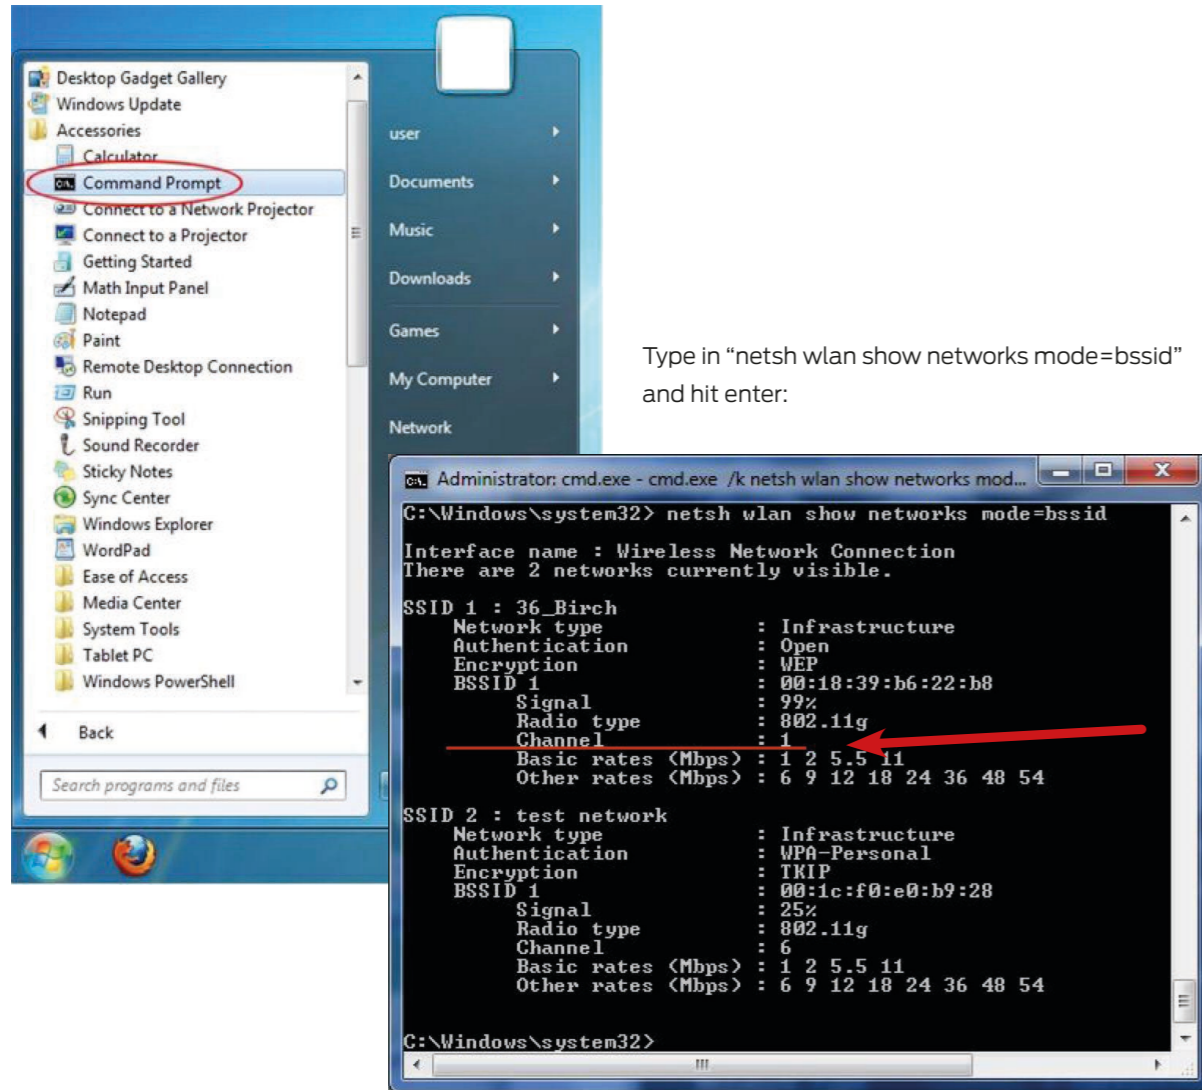 Desktop Gadget Gallery
Windows Update
Accessories
Calculator
Command Prompt
Connect to a Network Projector
Connect to a Projector
Getting Started
Math Input Panel
Notepad
Paint
Remote Desktop Connection
Run
Snipping Tool
Sound Recorder
Sticky Notes
Sync Center
Windows Explorer
WordPad
Ease of Access
Media Center
System Tools
Tablet PC
Windows PowerShell
Back
Search programs and files
user
Documents
Music
Downloads
Games
My Computer
Network
Type in “netsh wlan show networks mode=bssid”
and hit enter:
Administrator: cmd.exe - cmd.exe /k netsh wlan show networks mod...
C:\Windows\system32> netsh wlan show networks mode=bssid
Interface name : Wireless Network Connection
There are 2 networks currently visible.
SSID 1 : 36_Birch
Network type : Infrastructure
Authentication : Open
Encryption : WEP
BSSID 1 : 00:18:39:b6:22:b8
Signal : 99%
Radio type : 802.11g
Channel : 1
Basic rates (Mbps) : 1 2 5.5 11
Other rates (Mbps) : 6 9 12 18 24 36 48 54
SSID 2 : test network
Network type : Infrastructure
Authentication : WPA-Personal
Encryption : TKIP
BSSID 1 : 00:1c:f0:e0:b9:28
Signal : 25%
Radio type : 802.11g
Channel : 6
Basic rates (Mbps) : 1 2 5.5 11
Other rates (Mbps) : 6 9 12 18 24 36 48 54
C:\Windows\system32>